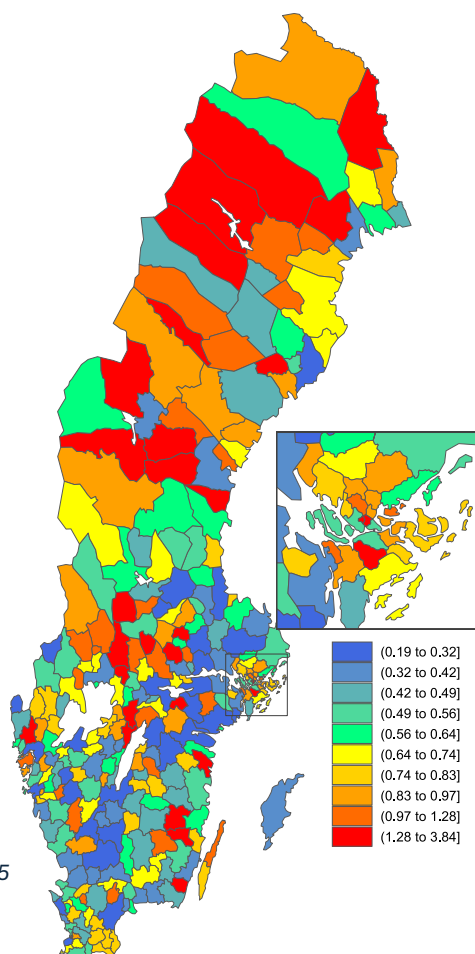 (0.19 to 0.32]
(0.32 to 0.42]
(0.42 to 0.49]
(0.49 to 0.56]
(0.56 to 0.64]
(0.64 to 0.74]
(0.74 to 0.83]
(0.83 to 0.97]
(0.97 to 1.28]
(1.28 to 3.84]
5